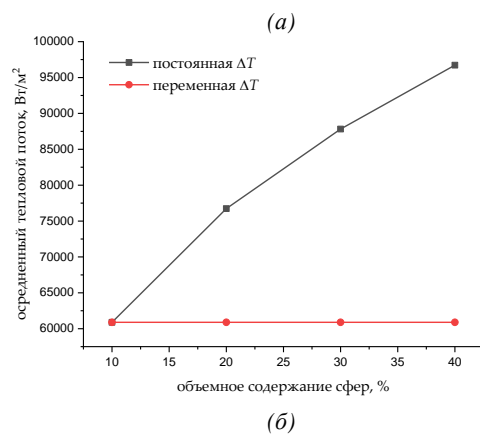 (а)
100000
95000
90000
85000
80000
75000
70000
65000
60000
осредненный тепловой поток, Вт/м²
постоянная ΔT
переменная ΔT
10 15 20 25 30 35 40
объемное содержание сфер, %
(б)